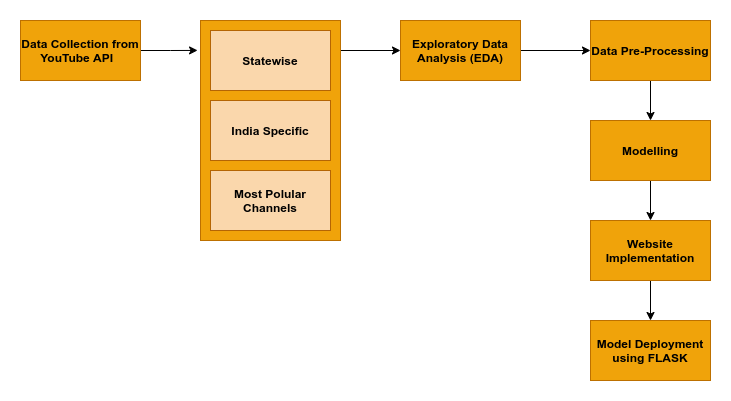 Data Collection from
YouTube API
Statewise
India Specific
Most Polular
Channels
Exploratory Data
Analysis (EDA)
Data Pre-Processing
Modelling
Website
Implementation
Model Deployment
using FLASK